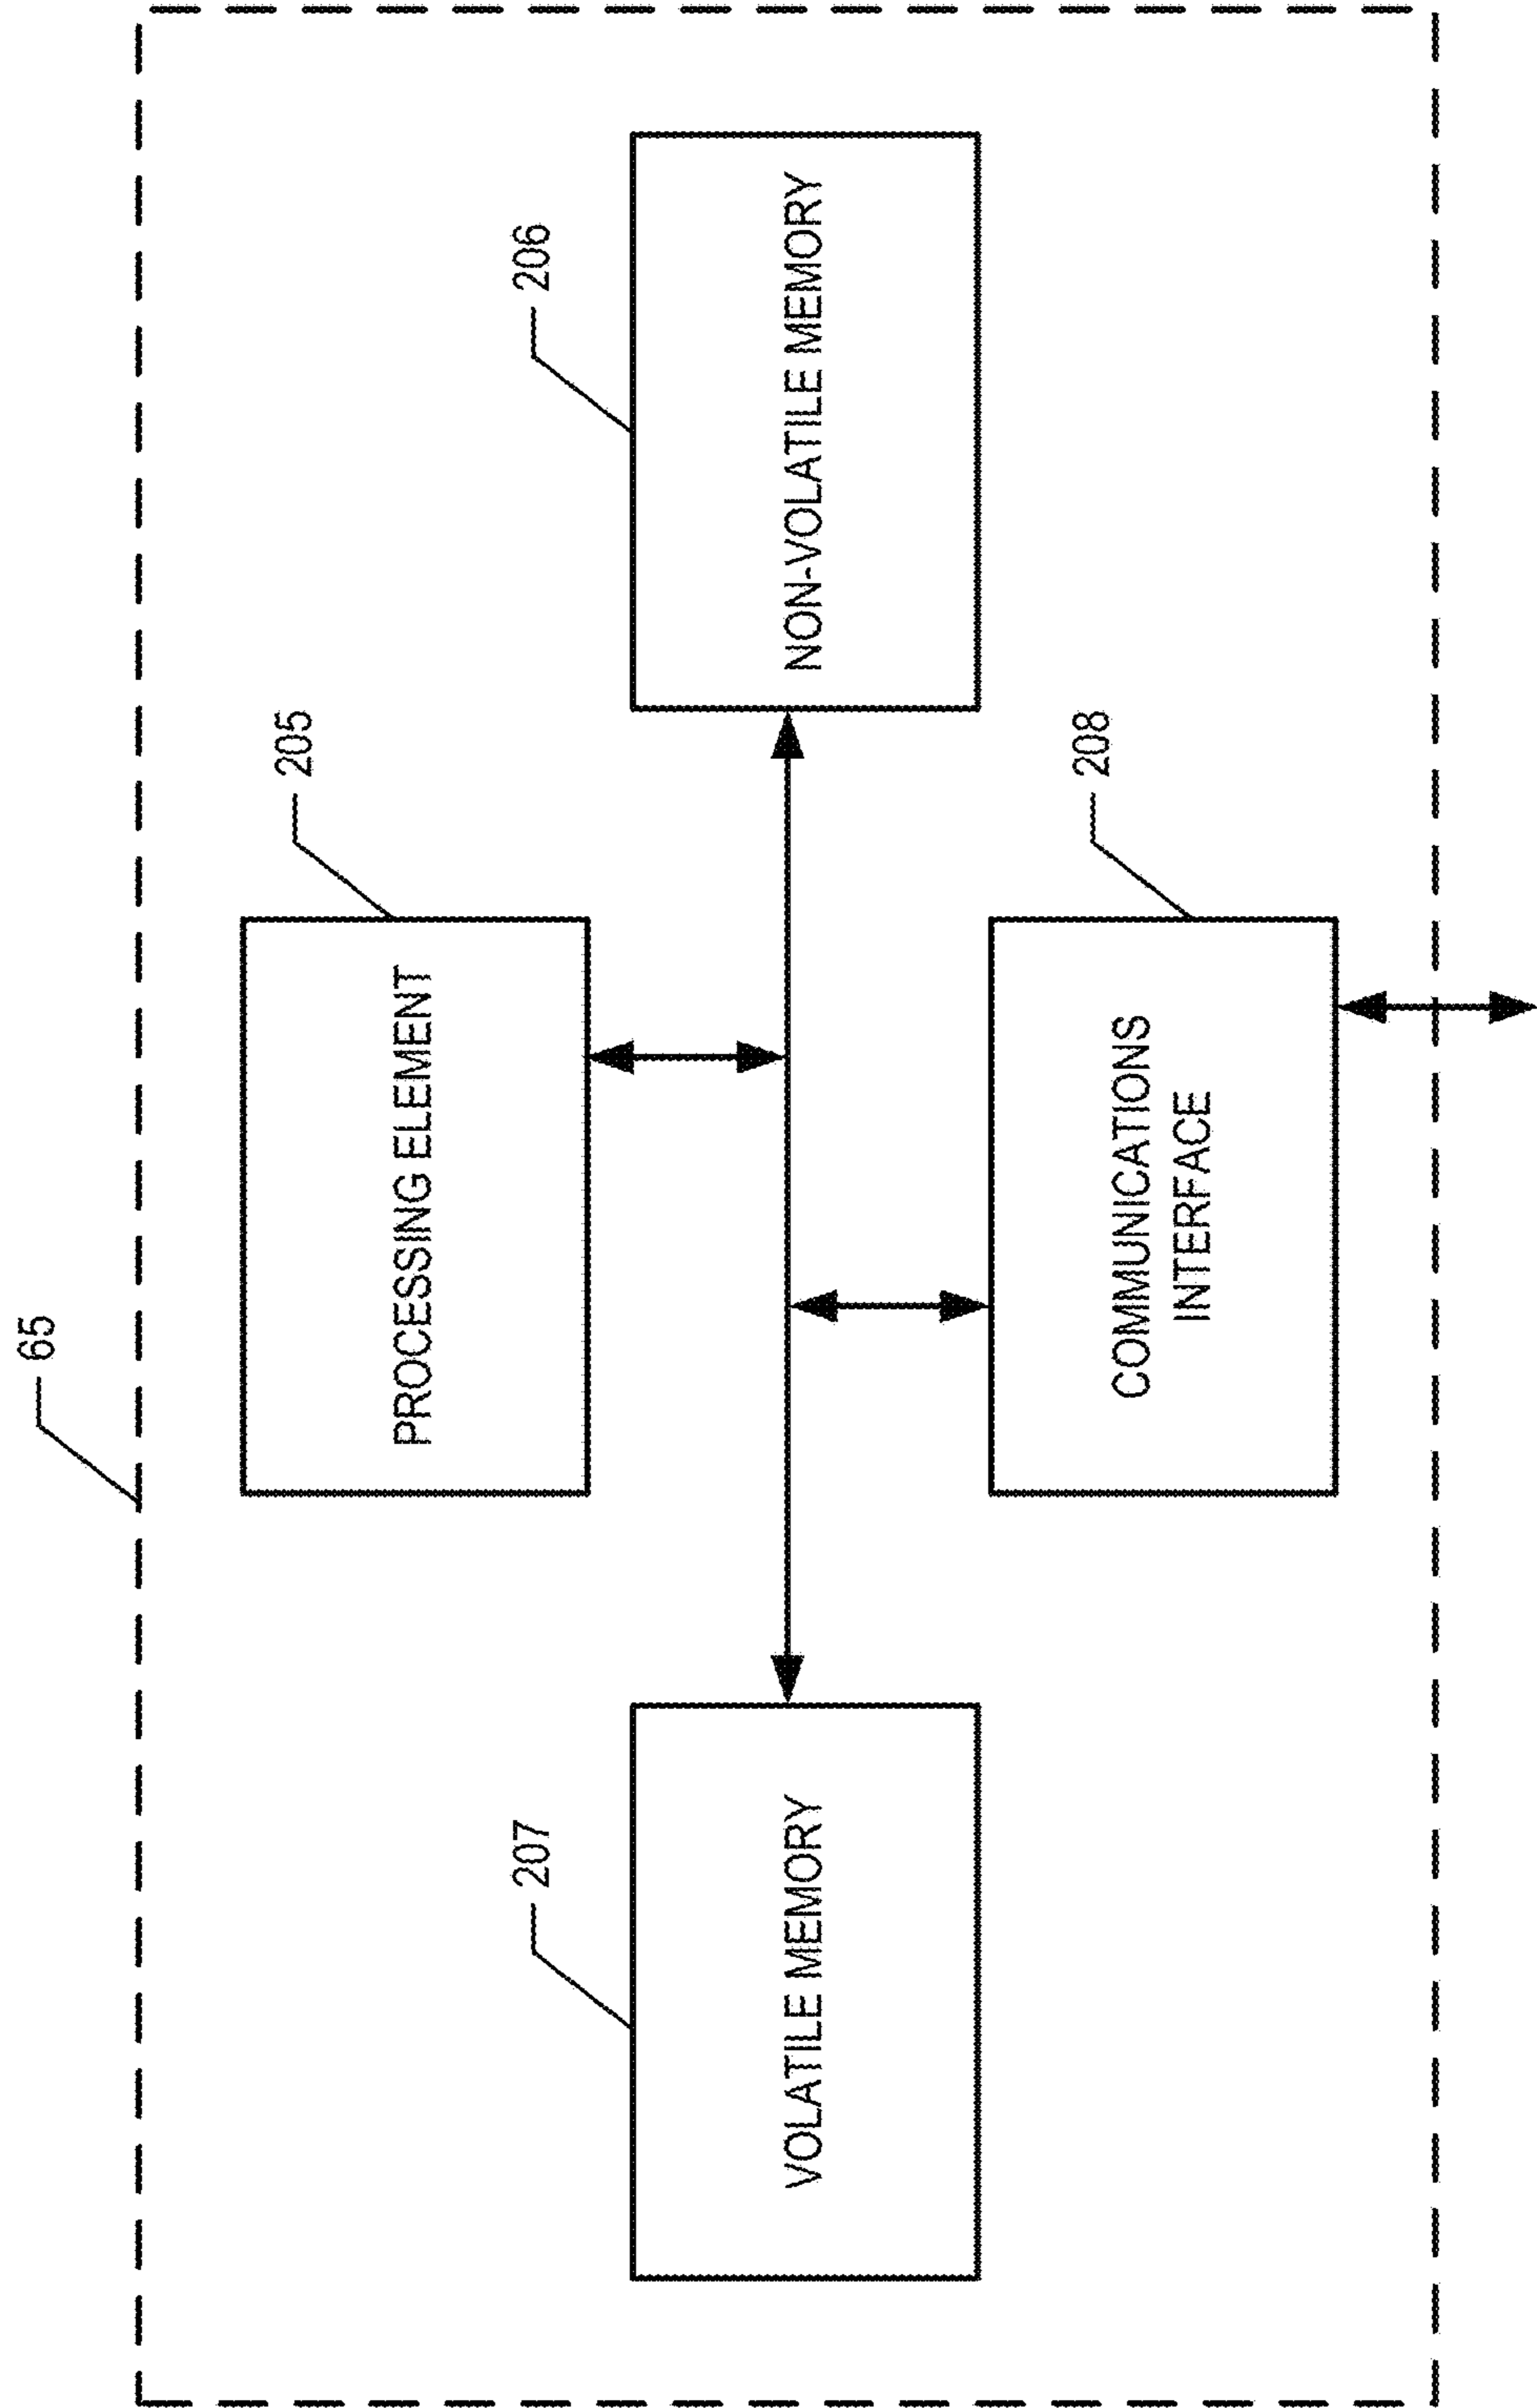 65
205
PROCESSING ELEMENT
207
206
VOLATILE MEMORY
NON-VOLATILE MEMORY
208
COMMUNICATIONS
INTERFACE